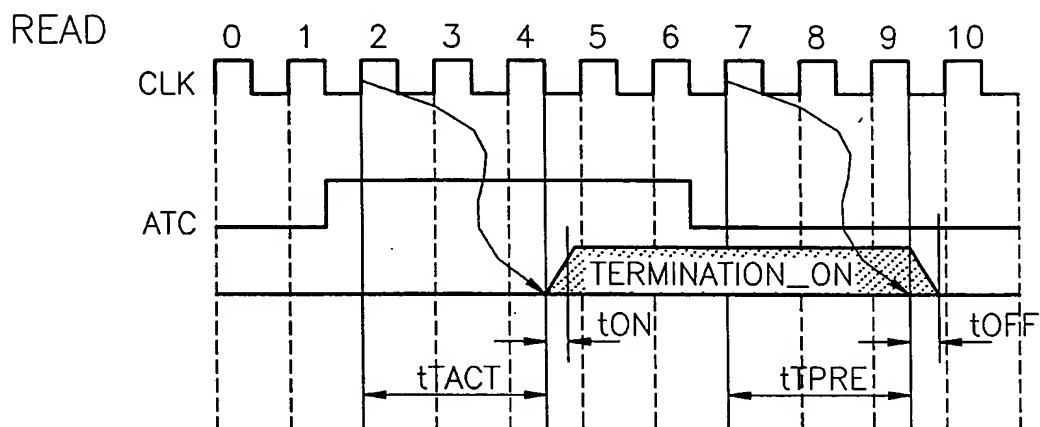 READ
0 1 2 3 4 5 6 7 8 9 10
CLK
ATC
TERMINATION_ON
tON tOFF
tTACT tTPRE